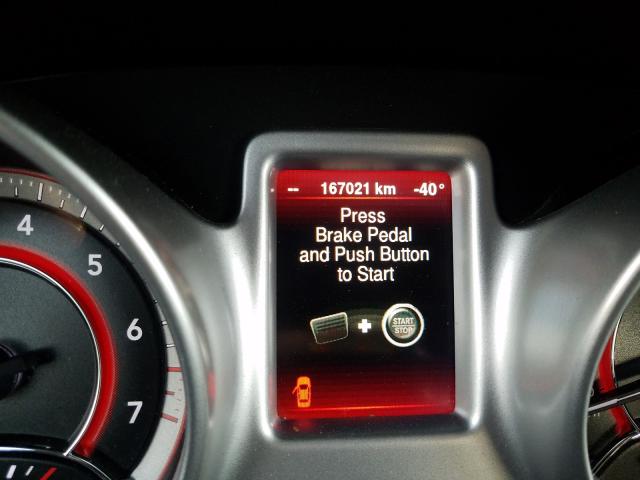 -- 167021 km -40°
Press
Brake Pedal
and Push Button
to Start
START
STOP
4
5
6
7